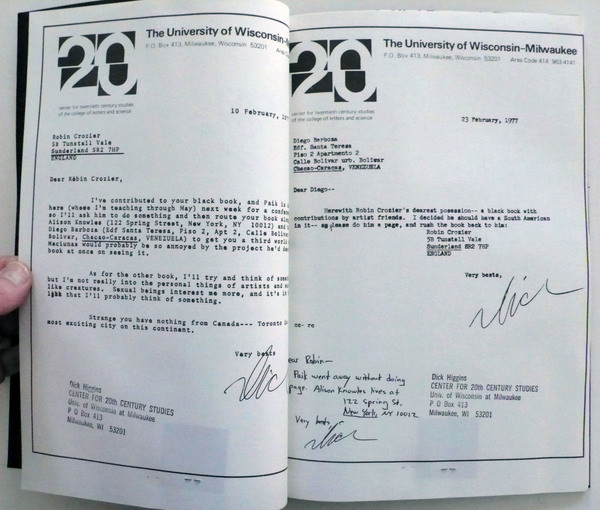 20
The University of Wisconsin-M
P.O. Box 413, Milwaukee, Wisconsin 53201 Area
center for twentieth century studies
of the college of letters and science
10 February, 197
Robin Crozier
5B Tunstall Vale
Sunderland SR2 7HP
ENGLAND
Dear Robin Crozier,
I've contributed to your black book, and Paik is
here (where I'm teaching through May) next week for a confe
so I'll ask him to do something and then route your book
Alison Knowles (122 Spring Street, New York, NY 10012) and
Diego Barbosa (Edf Santa Teresa, Piso 2, Apt 2, Calle Boli
Bolivar, Chacao-Caracas, VENEZUELA) to get you a third world
Maciunas would probably be so annoyed by the project he'd
book at once on seeing it.
As for the other book, I'll try and think of som
but I'm not really into the personal things of artists and
like creatures. Sexual beings interest me more, and it's in
that I'll probably think of something.
Strange you have nothing from Canada--- Toronto
most exciting city on this continent.
Very bests
Dick
Dick Higgins
CENTER FOR 20th CENTURY STUDIES
Univ. of Wisconsin at Milwaukee
P O Box 413
Milwaukee, WI 53201
20
The University of Wisconsin-Milwaukee
P.O. Box 413, Milwaukee, Wisconsin 53201 Area Code 414, 963-4141
center for twentieth century studies
of the college of letters and science
23 February, 1977
Diego Barbosa
Edf. Santa Teresa
Piso 2 Apartmento 2
Calle Bolivar urb. Bolivar
Chacao-Caracas, VENEZUELA
Dear Diego--
Herewith Robin Crozier's dearest possession-- a black book with
contributions by artist friends. I decided he should have a South American
in it-- so please do him a page, and rush the book back to him:
Robin Crozier
5B Tunstall Vale
Sunderland SR2 7HP
ENGLAND
Very bests,
Dick
cc- rc
ear Robin-
Paik went away without doing
page. Alison Knowles lives at
122 Spring St.
New York, NY 10012
Very bests,
Dick
Dick Higgins
CENTER FOR 20th CENTURY STUDIES
Univ. of Wisconsin at Milwaukee
P O Box 413
Milwaukee, WI 53201